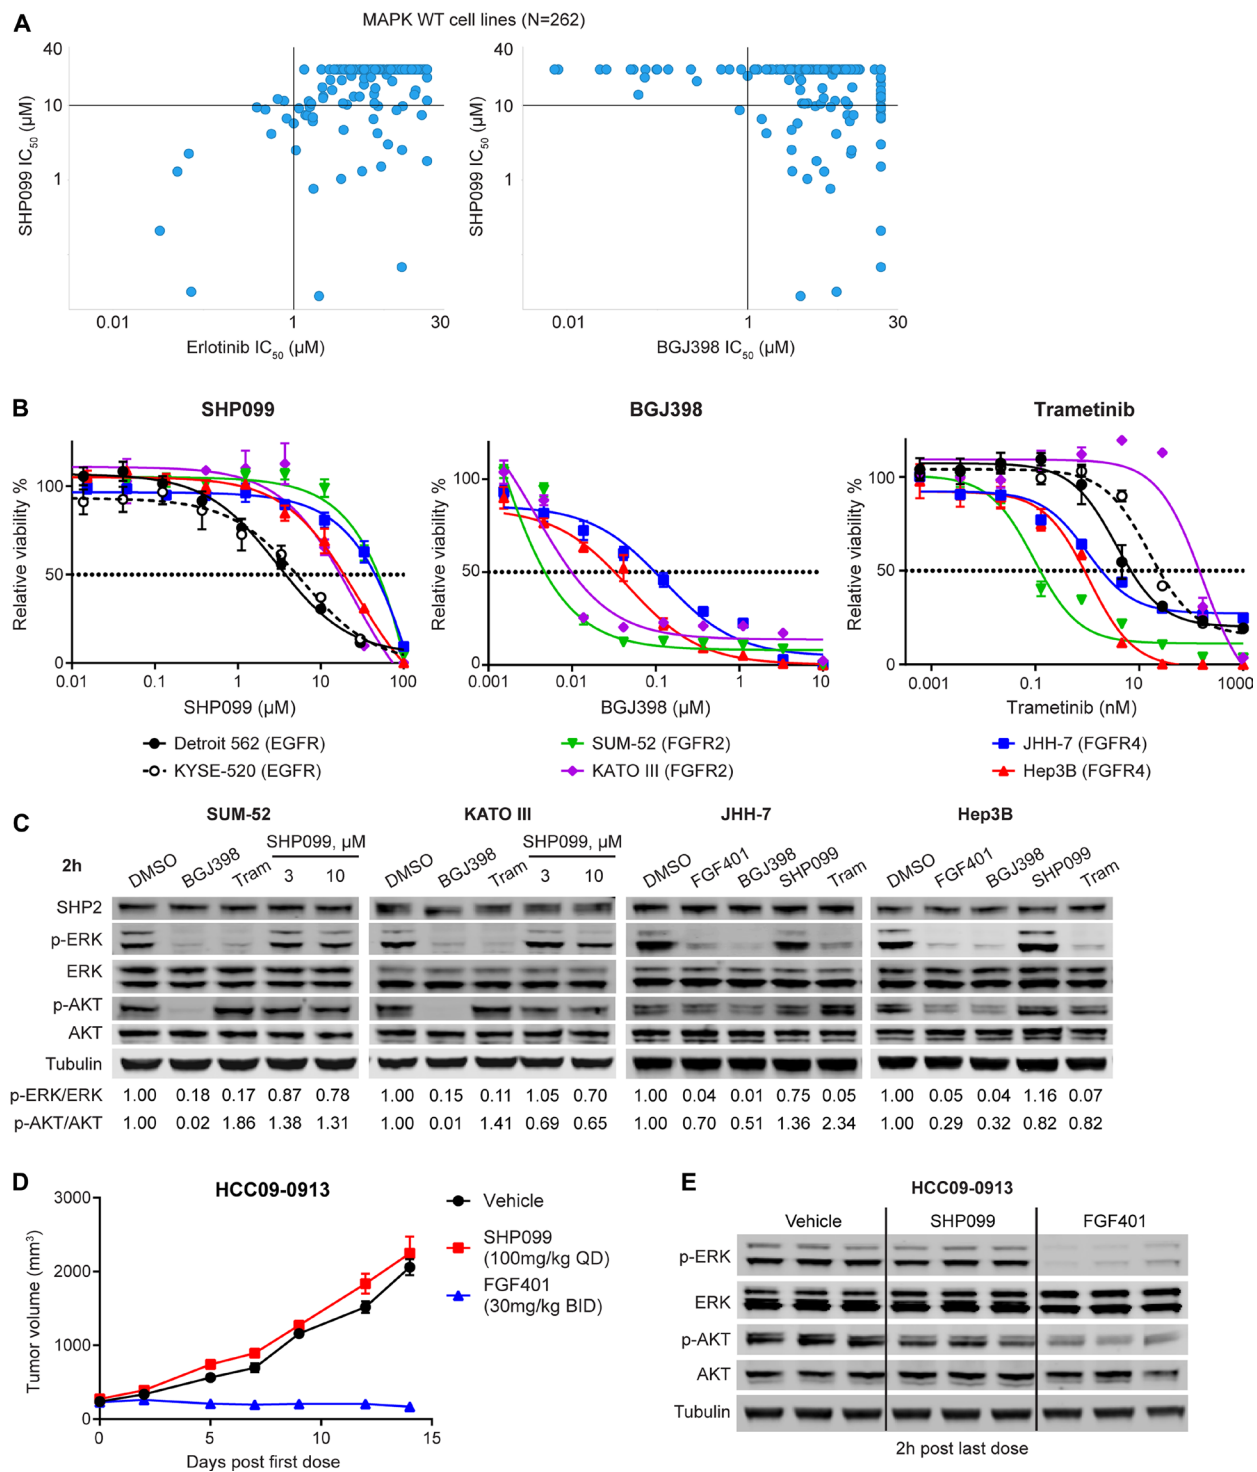 A
MAPK WT cell lines (N=262)
SHP099 IC50 (µM)
40
10
1
0.01
1
30
Erlotinib IC50 (µM)
SHP099 IC50 (µM)
40
10
1
0.01
1
30
BGJ398 IC50 (µM)
B
SHP099
Relative viability %
100
50
0
0.01
0.1
1
10
100
SHP099 (µM)
BGJ398
Relative viability %
100
50
0
0.001
0.01
0.1
1
10
BGJ398 (µM)
Trametinib
Relative viability %
100
50
0
0.001
0.1
10
1000
Trametinib (nM)
Detroit 562 (EGFR)
KYSE-520 (EGFR)
SUM-52 (FGFR2)
KATO III (FGFR2)
JHH-7 (FGFR4)
Hep3B (FGFR4)
C
SUM-52
KATO III
JHH-7
Hep3B
2h
DMSO BGJ398 Tram SHP099, µM 3 10
DMSO BGJ398 Tram SHP099, µM 3 10
DMSO FGF401 BGJ398 SHP099 Tram
DMSO FGF401 BGJ398 SHP099 Tram
SHP2
p-ERK
ERK
p-AKT
AKT
Tubulin
p-ERK/ERK 1.00 0.18 0.17 0.87 0.78 1.00 0.15 0.11 1.05 0.70 1.00 0.04 0.01 0.75 0.05 1.00 0.05 0.04 1.16 0.07
p-AKT/AKT 1.00 0.02 1.86 1.38 1.31 1.00 0.01 1.41 0.69 0.65 1.00 0.70 0.51 1.36 2.34 1.00 0.29 0.32 0.82 0.82
D
HCC09-0913
Tumor volume (mm3)
3000
2000
1000
0
0
5
10
15
Days post first dose
Vehicle
SHP099
(100mg/kg QD)
FGF401
(30mg/kg BID)
E
HCC09-0913
Vehicle SHP099 FGF401
p-ERK
ERK
p-AKT
AKT
Tubulin
2h post last dose